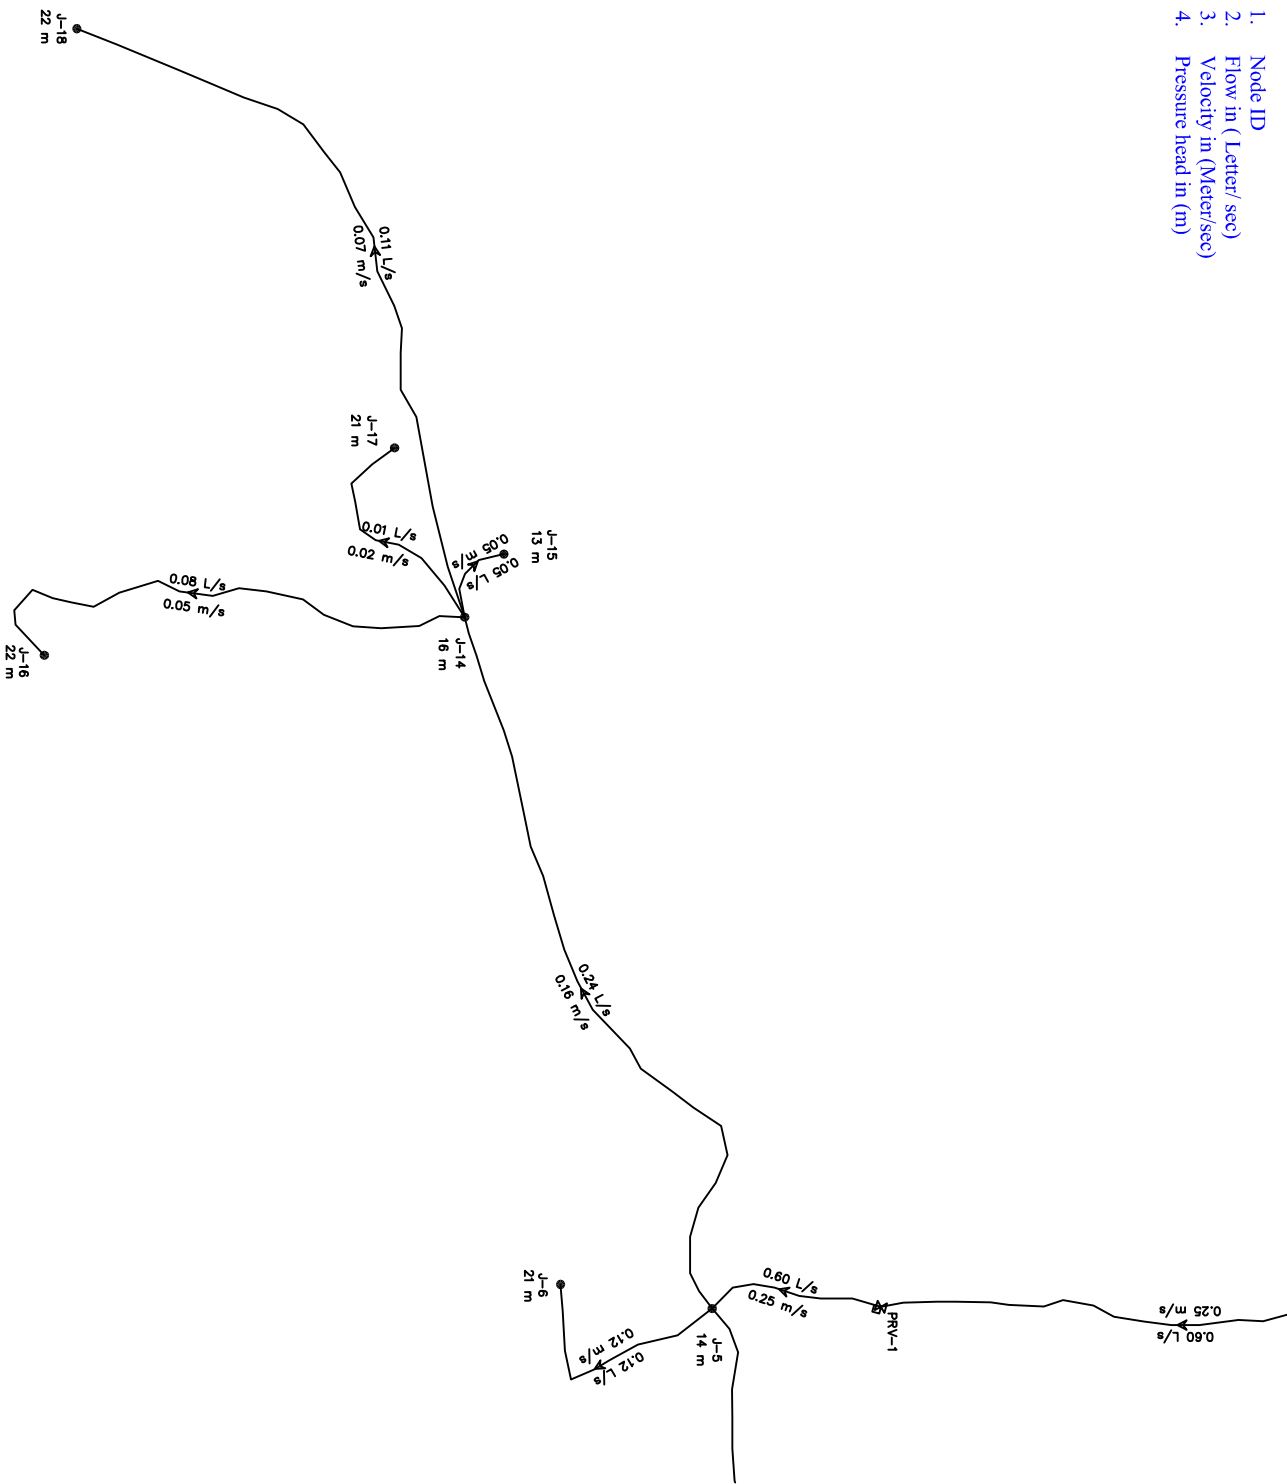 1. Node ID
2. Flow in ( Letter/ sec)
3. Velocity in (Meter/sec)
4. Pressure head in (m)
J-18
22 m
0.11 L/s
0.07 m/s
J-17
21 m
0.01 L/s
0.02 m/s
J-15
13 m
0.05 L/s
0.05 m/s
J-14
16 m
0.08 L/s
0.05 m/s
J-16
22 m
0.24 L/s
0.16 m/s
J-6
21 m
0.12 m/s
0.12 L/s
J-5
14 m
0.60 L/s
0.25 m/s
PRV-1
0.25 m/s
0.60 L/s